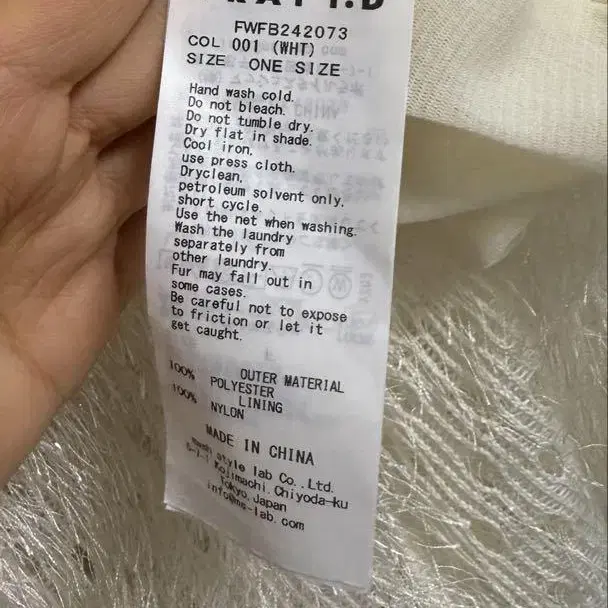 FWFB242073
COL 001 (WHT)
SIZE ONE SIZE
Hand wash cold.
Do not bleach.
Do not tumble dry.
Dry flat in shade.
Cool iron,
use press cloth.
Dryclean,
petroleum solvent only,
short cycle.
Use the net when washing.
Wash the laundry
separately from
other laundry.
Fur may fall out in
some cases.
Be careful not to expose
to friction or let it
get caught.
OUTER MATERIAL
100% POLYESTER
LINING
100% NYLON
MADE IN CHINA
mash style lab Co.,Ltd.
Kojimachi,Chiyoda-ku
Tokyo,Japan
info@ms-lab.com